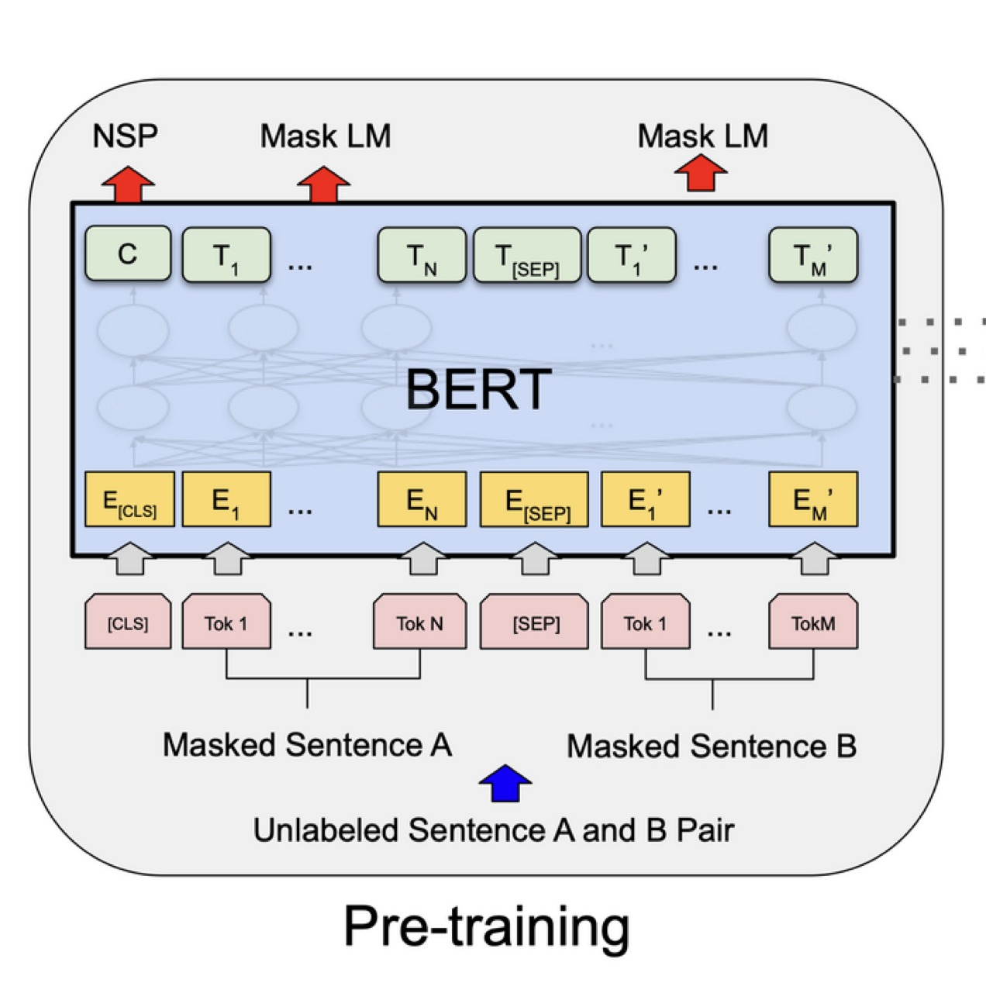 NSP Mask LM Mask LM
C T1 ... TN T[SEP] T1’ ... TM’
...
BERT
...
E[CLS] E1 ... EN E[SEP] E1’ ... EM’
[CLS] Tok 1 ... Tok N [SEP] Tok 1 ... TokM
Masked Sentence A Masked Sentence B
Unlabeled Sentence A and B Pair
Pre-training